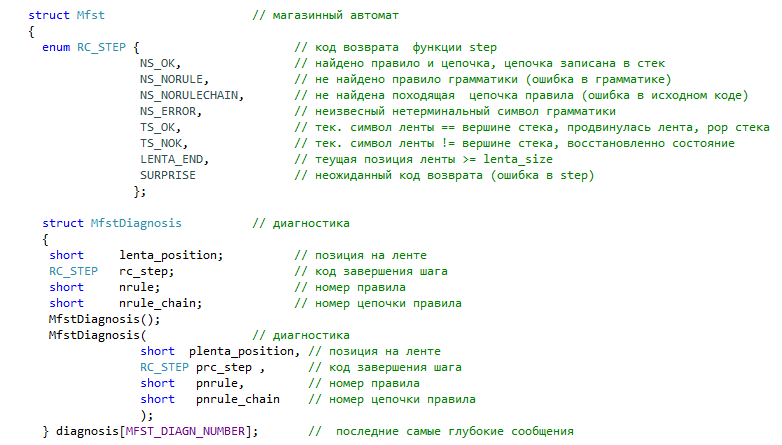 struct Mfst // магазинный автомат
{
enum RC_STEP { // код возврата функции step
NS_OK, // найдено правило и цепочка, цепочка записана в стек
NS_NORULE, // не найдено правило грамматики (ошибка в грамматике)
NS_NORULECHAIN, // не найдена походящая цепочка правила (ошибка в исходном коде)
NS_ERROR, // неизвесный нетерминальный символ грамматики
TS_OK, // тек. символ ленты == вершине стека, продвинулась лента, pop стека
TS_NOK, // тек. символ ленты != вершине стека, восстановленно состояние
LENTA_END, // теущая позиция ленты >= lenta_size
SURPRISE // неожиданный код возврата (ошибка в step)
};
struct MfstDiagnosis // диагностика
{
short lenta_position; // позиция на ленте
RC_STEP rc_step; // код завершения шага
short nrule; // номер правила
short nrule_chain; // номер цепочки правила
MfstDiagnosis();
MfstDiagnosis( // диагностика
short plenta_position, // позиция на ленте
RC_STEP prc_step , // код завершения шага
short pnrule, // номер правила
short pnrule_chain // номер цепочки правила
);
} diagnosis[MFST_DIAGN_NUMBER]; // последние самые глубокие сообщения